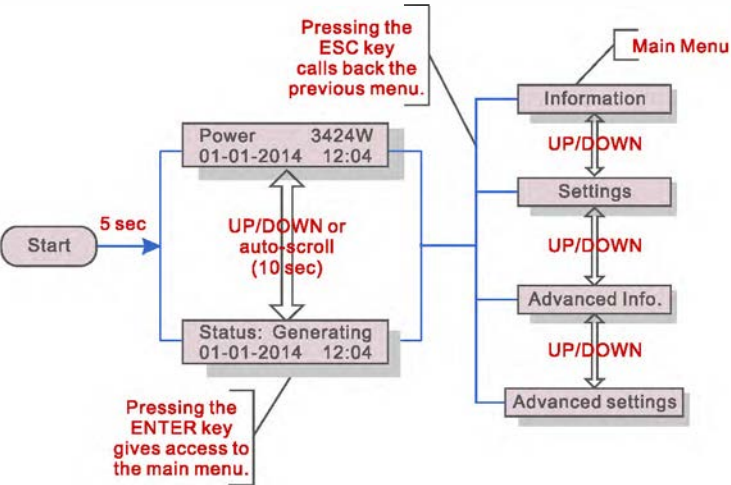 Pressing the
ESC key
calls back the
previous menu.
Main Menu
Information
UP/DOWN
Settings
UP/DOWN
Advanced Info.
UP/DOWN
Advanced settings
Power 3424W
01-01-2014 12:04
5 sec
Start
UP/DOWN or
auto-scroll
(10 sec)
Status: Generating
01-01-2014 12:04
Pressing the
ENTER key
gives access to
the main menu.